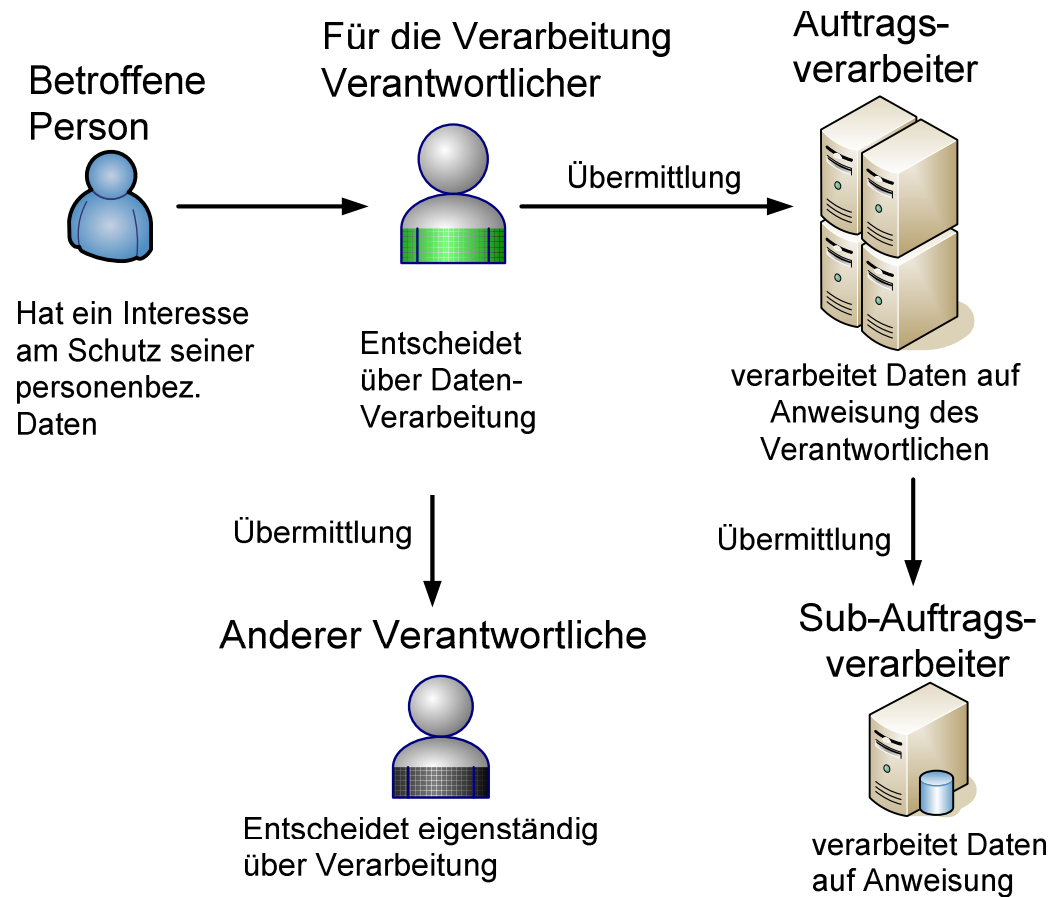 Betroffene
Person
Hat ein Interesse
am Schutz seiner
personenbez.
Daten
Für die Verarbeitung
Verantwortlicher
Entscheidet
über Daten-
Verarbeitung
Übermittlung
Auftrags-
verarbeiter
verarbeitet Daten auf
Anweisung des
Verantwortlichen
Übermittlung
Anderer Verantwortliche
Entscheidet eigenständig
über Verarbeitung
Übermittlung
Sub-Auftrags-
verarbeiter
verarbeitet Daten
auf Anweisung